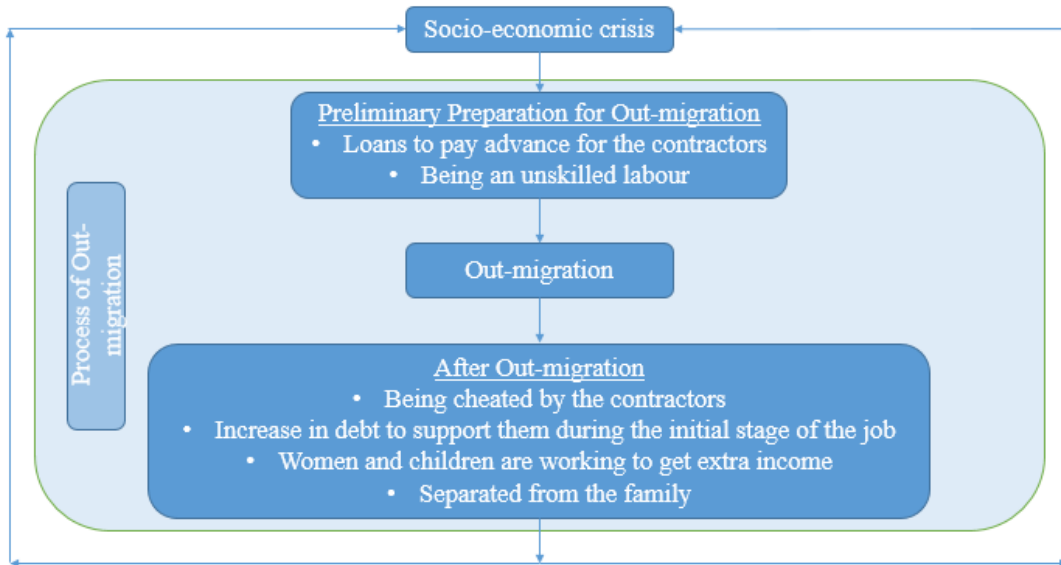 Socio-economic crisis
Preliminary Preparation for Out-migration
• Loans to pay advance for the contractors
• Being an unskilled labour
Process of Out-
migration
Out-migration
After Out-migration
• Being cheated by the contractors
• Increase in debt to support them during the initial stage of the job
• Women and children are working to get extra income
• Separated from the family